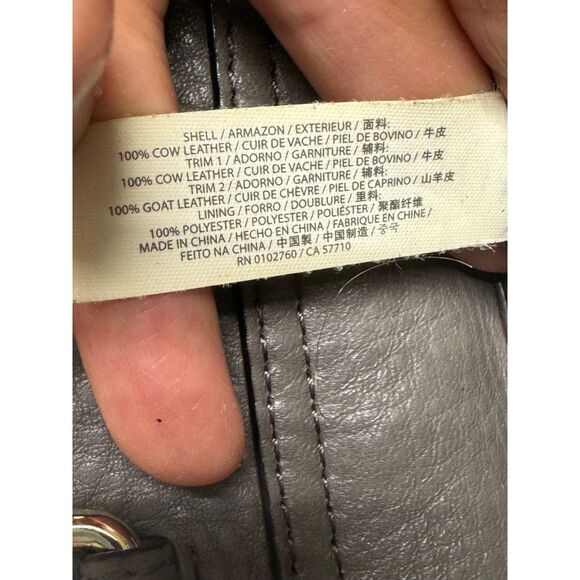 SHELL / ARMAZON / EXTERIEUR / 面料:
100% COW LEATHER / CUIR DE VACHE / PIEL DE BOVINO / 牛皮
TRIM 1 / ADORNO / GARNITURE / 辅料:
100% COW LEATHER / CUIR DE VACHE / PIEL DE BOVINO / 牛皮
TRIM 2 / ADORNO / GARNITURE / 辅料:
100% GOAT LEATHER / CUIR DE CHÈVRE / PIEL DE CAPRINO / 山羊皮
LINING / FORRO / DOUBLURE / 里料:
100% POLYESTER / POLYESTER / POLIÉSTER / 聚酯纤维
MADE IN CHINA / HECHO EN CHINA / FABRIQUE EN CHINE /
FEITO NA CHINA / 中国製 / 中国制造 / 중국
RN 0102760 / CA 57710